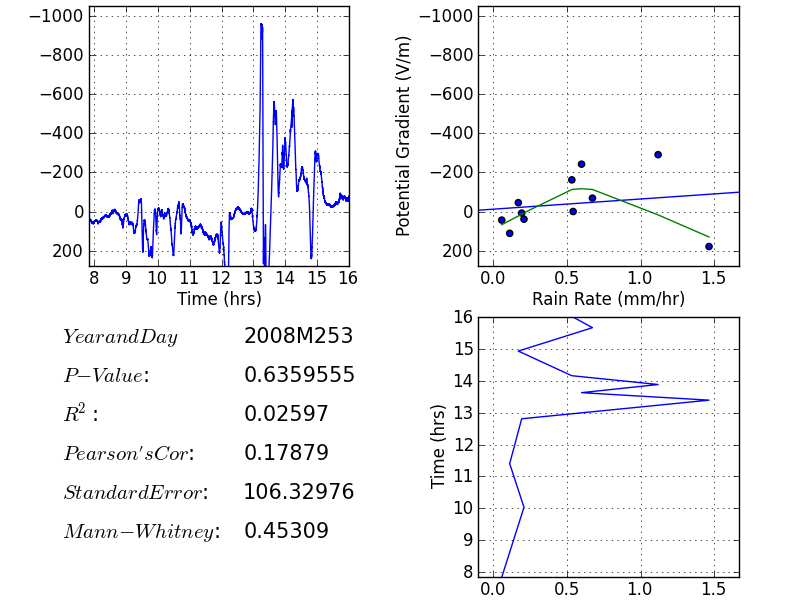 −1000
−800
−600
−400
−200
0
200
8 9 10 11 12 13 14 15 16
Time (hrs)
Potential Gradient (V/m)
−1000
−800
−600
−400
−200
0
200
0.0 0.5 1.0 1.5
Rain Rate (mm/hr)
YearandDay 2008M253
P−Value: 0.6359555
R²: 0.02597
Pearson'sCor: 0.17879
StandardError: 106.32976
Mann−Whitney: 0.45309
Time (hrs)
16
15
14
13
12
11
10
9
8
0.0 0.5 1.0 1.5